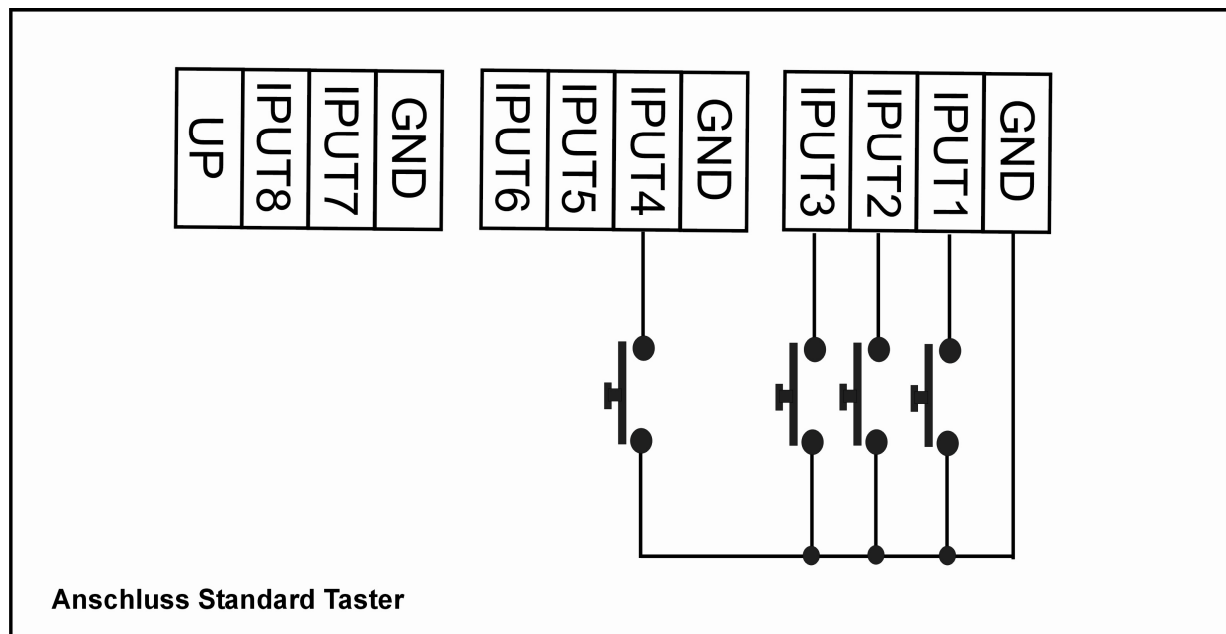 UP
IPUT8
IPUT7
GND
IPUT6
IPUT5
IPUT4
GND
IPUT3
IPUT2
IPUT1
GND
Anschluss Standard Taster